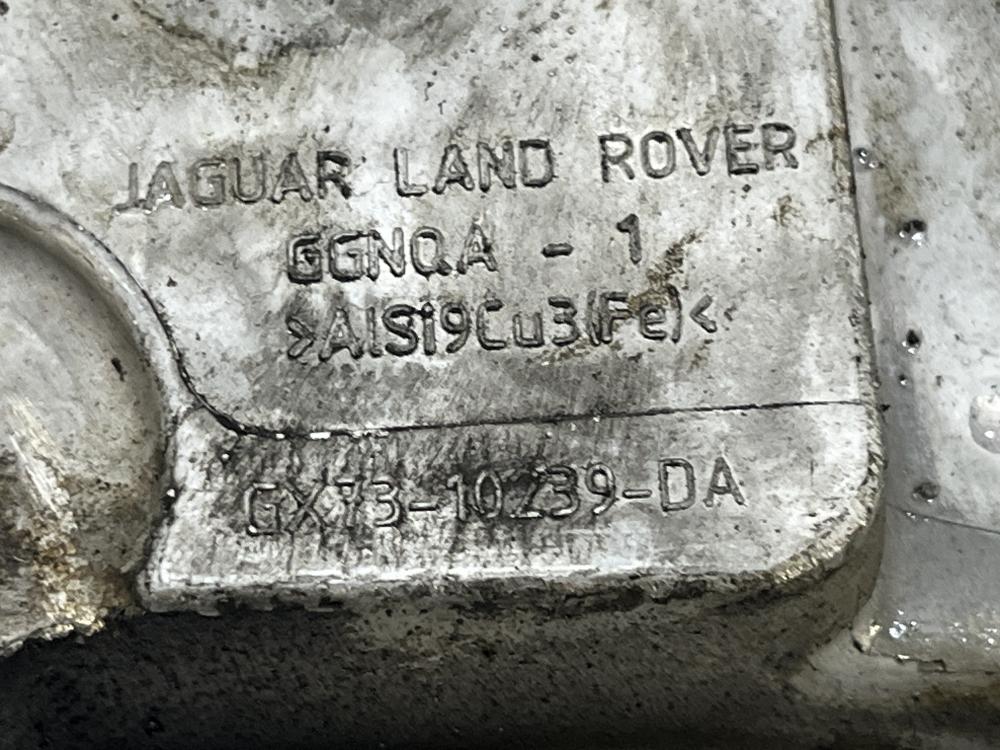 JAGUAR LAND ROVER
GGNQA - 1
>AlSi9Cu3(Fe)<
GX73-10239-DA